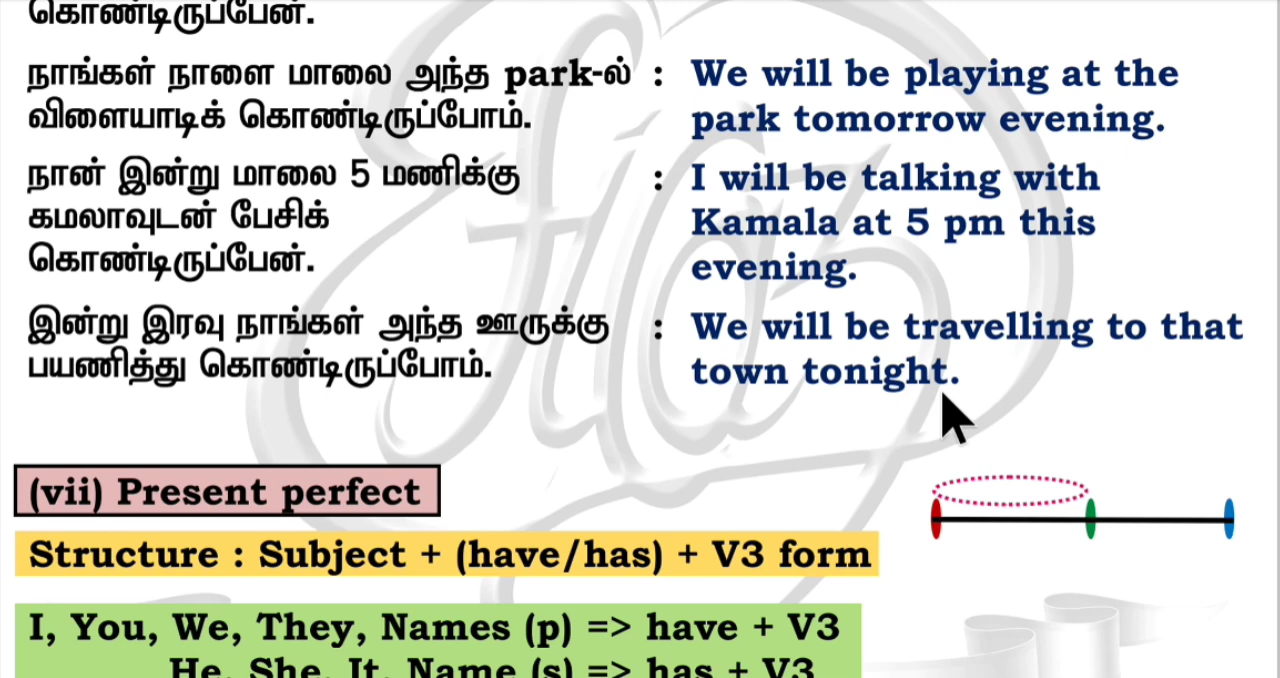 கொண்டிருப்பேன்.
நாங்கள் நாளை மாலை அந்த park-ல் : We will be playing at the
விளையாடிக் கொண்டிருப்போம். park tomorrow evening.
நான் இன்று மாலை 5 மணிக்கு : I will be talking with
கமலாவுடன் பேசிக் Kamala at 5 pm this
கொண்டிருப்பேன். evening.
இன்று இரவு நாங்கள் அந்த ஊருக்கு : We will be travelling to that
பயணித்து கொண்டிருப்போம். town tonight.
(vii) Present perfect
Structure : Subject + (have/has) + V3 form
I, You, We, They, Names (p) => have + V3
He, She, It, Name (s) => has + V3